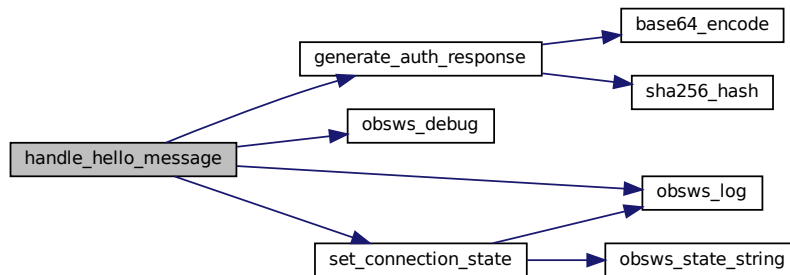 handle_hello_message
generate_auth_response
base64_encode
sha256_hash
obsws_debug
obsws_log
set_connection_state
obsws_state_string